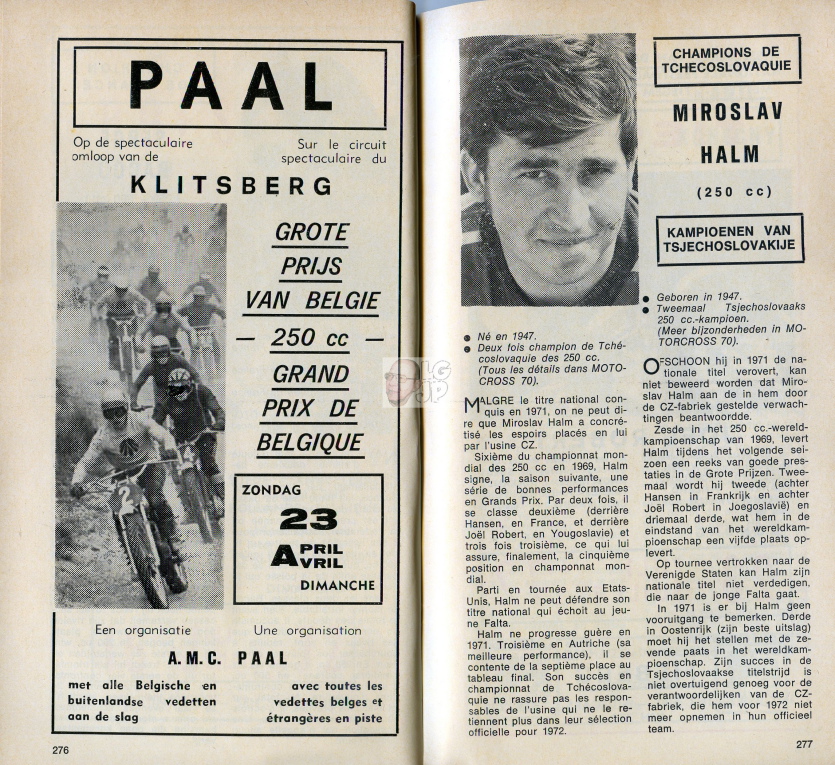 PAAL
Op de spectaculaire
omloop van de
Sur le circuit
spectaculaire du
KLITSBERG
GROTE
PRIJS
VAN BELGIE
— 250 cc —
GRAND
PRIX DE
BELGIQUE
ZONDAG
23
APRIL
AVRIL
DIMANCHE
Een organisatie
Une organisation
A.M.C. PAAL
met alle Belgische en
buitenlandse vedetten
aan de slag
avec toutes les
vedettes belges et
étrangères en piste
276
2
4
LG
JP
CHAMPIONS DE
TCHECOSLOVAQUIE
MIROSLAV
HALM
(250 cc)
KAMPIOENEN VAN
TSJECHOSLOVAKIJE
● Né en 1947.
● Deux fois champion de Tché-
coslovaquie des 250 cc.
(Tous les détails dans MOTO-
CROSS 70).
MALGRE le titre national con-
quis en 1971, on ne peut di-
re que Miroslav Halm a concré-
tisé les espoirs placés en lui
par l'usine CZ.
Sixième du championnat mon-
dial des 250 cc en 1969, Halm
signe, la saison suivante, une
série de bonnes performances
en Grands Prix. Par deux fois, il
se classe deuxième (derrière
Hansen, en France, et derrière
Joël Robert, en Yougoslavie) et
trois fois troisième, ce qui lui
assure, finalement, la cinquième
position en champonnat mon-
dial.
Parti en tournée aux Etats-
Unis, Halm ne peut défendre son
titre national qui échoit au jeu-
ne Falta.
Halm ne progresse guère en
1971. Troisième en Autriche (sa
meilleure performance), il se
contente de la septième place au
tableau final. Son succès en
championnat de Tchécoslova-
quie ne rassure pas les respon-
sables de l'usine qui ne le re-
tiennent plus dans leur sélection
officielle pour 1972.
● Geboren in 1947.
● Tweemaal Tsjechoslovaaks
250 cc.-kampioen.
(Meer bijzonderheden in MO-
TORCROSS 70).
OFSCHOON hij in 1971 de na-
tionale titel verovert, kan
niet beweerd worden dat Miro-
slav Halm aan de in hem door
de CZ-fabriek gestelde verwach-
tingen beantwoordde.
Zesde in het 250 cc.-wereld-
kampioenschap van 1969, levert
Halm tijdens het volgende sei-
zoen een reeks van goede pres-
taties in de Grote Prijzen. Twee-
maal wordt hij tweede (achter
Hansen in Frankrijk en achter
Joël Robert in Joegoslavië) en
driemaal derde, wat hem in de
eindstand van het wereldkam-
pioenschap een vijfde plaats op-
levert.
Op tournee vertrokken naar de
Verenigde Staten kan Halm zijn
nationale titel niet verdedigen,
die naar de jonge Falta gaat.
In 1971 is er bij Halm geen
vooruitgang te bemerken. Derde
in Oostenrijk (zijn beste uitslag)
moet hij het stellen met de ze-
vende paats in het wereldkam-
pioenschap. Zijn succes in de
Tsjechoslovaakse titelstrijd is
niet overtuigend genoeg voor de
verantwoordelijken van de CZ-
fabriek, die hem voor 1972 niet
meer opnemen in hun officieel
team.
277